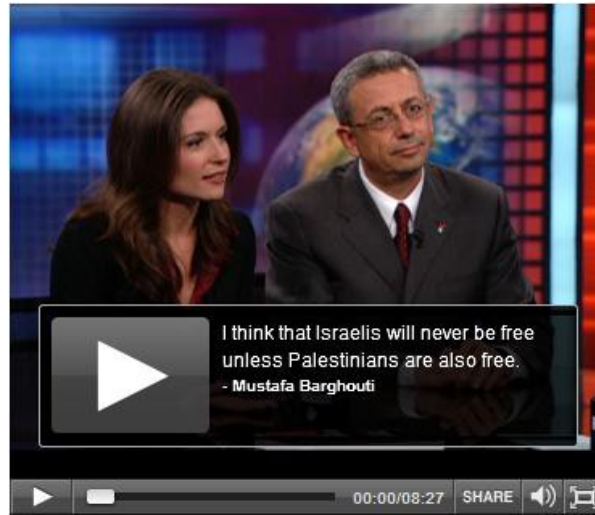 I think that Israelis will never be free
unless Palestinians are also free.
- Mustafa Barghouti
00:00/08:27 SHARE